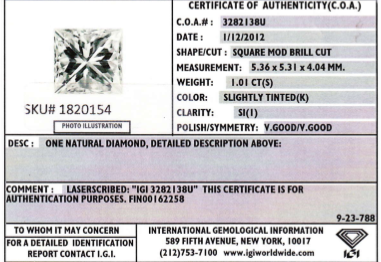 CERTIFICATE OF AUTHENTICITY(C.O.A.)
C.O.A.# : 3282138U
DATE : 1/12/2012
SHAPE/CUT : SQUARE MOD BRILL CUT
MEASUREMENT: 5.36 x 5.31 x 4.04 MM.
WEIGHT: 1.01 CT(S)
COLOR: SLIGHTLY TINTED(K)
CLARITY: SI(1)
POLISH/SYMMETRY: V.GOOD/V.GOOD
SKU# 1820154
PHOTO ILLUSTRATION
DESC : ONE NATURAL DIAMOND, DETAILED DESCRIPTION ABOVE:
COMMENT : LASERSCRIBED: "IGI 3282138U" THIS CERTIFICATE IS FOR
AUTHENTICATION PURPOSES. FIN00162258
9-23-788
TO WHOM IT MAY CONCERN
FOR A DETAILED IDENTIFICATION
REPORT CONTACT I.G.I.
INTERNATIONAL GEMOLOGICAL INFORMATION
589 FIFTH AVENUE, NEW YORK, 10017
(212)753-7100 www.igiworldwide.com
IGI